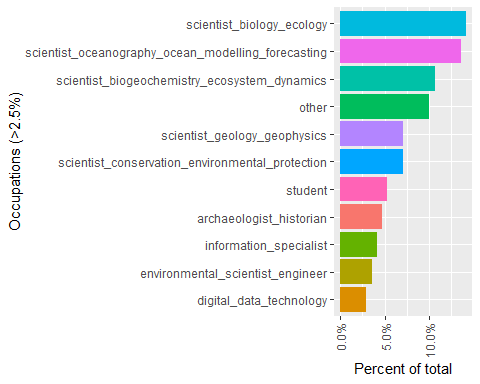 Occupations (>2.5%)
scientist_biology_ecology
scientist_oceanography_ocean_modelling_forecasting
scientist_biogeochemistry_ecosystem_dynamics
other
scientist_geology_geophysics
scientist_conservation_environmental_protection
student
archaeologist_historian
information_specialist
environmental_scientist_engineer
digital_data_technology
0.0%
5.0%
10.0%
Percent of total